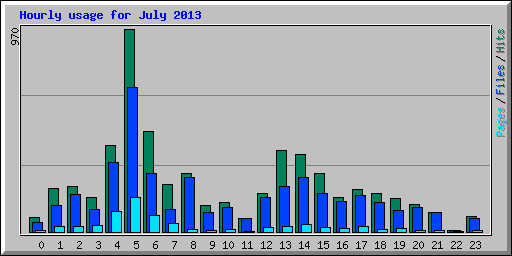 Hourly usage for July 2013
970
Pages / Files / Hits
0 1 2 3 4 5 6 7 8 9 10 11 12 13 14 15 16 17 18 19 20 21 22 23